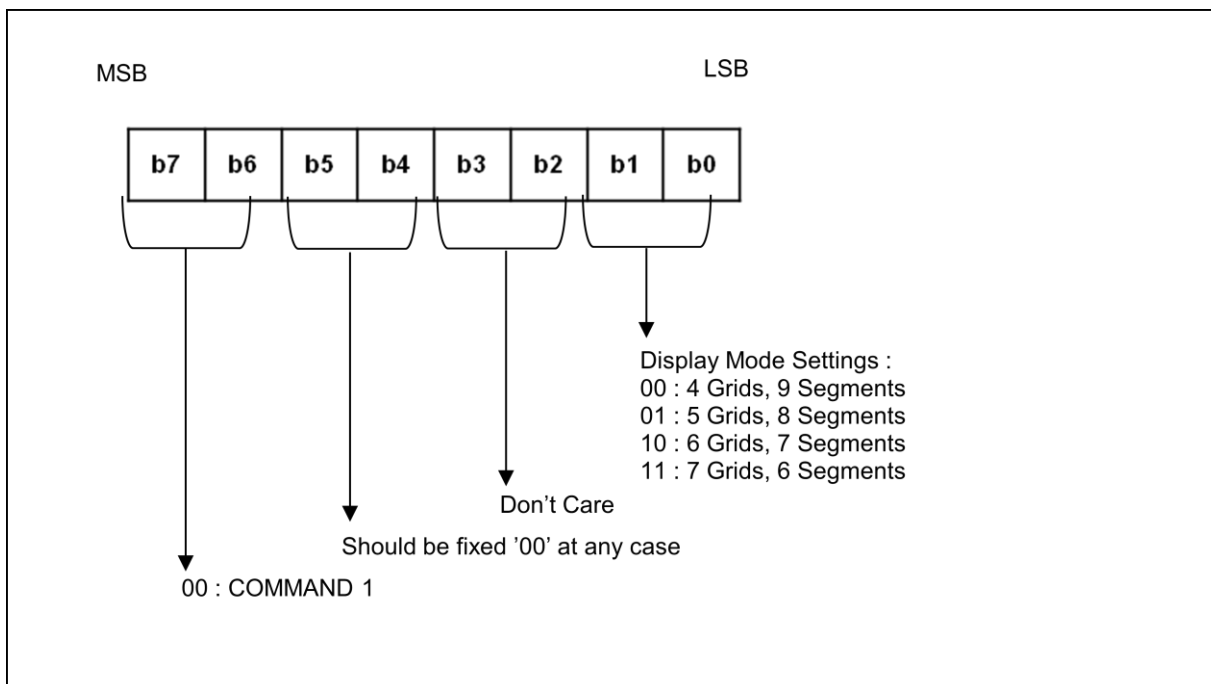 MSB LSB
b7 b6 b5 b4 b3 b2 b1 b0
Display Mode Settings :
00 : 4 Grids, 9 Segments
01 : 5 Grids, 8 Segments
10 : 6 Grids, 7 Segments
11 : 7 Grids, 6 Segments
Don’t Care
Should be fixed ’00’ at any case
00 : COMMAND 1